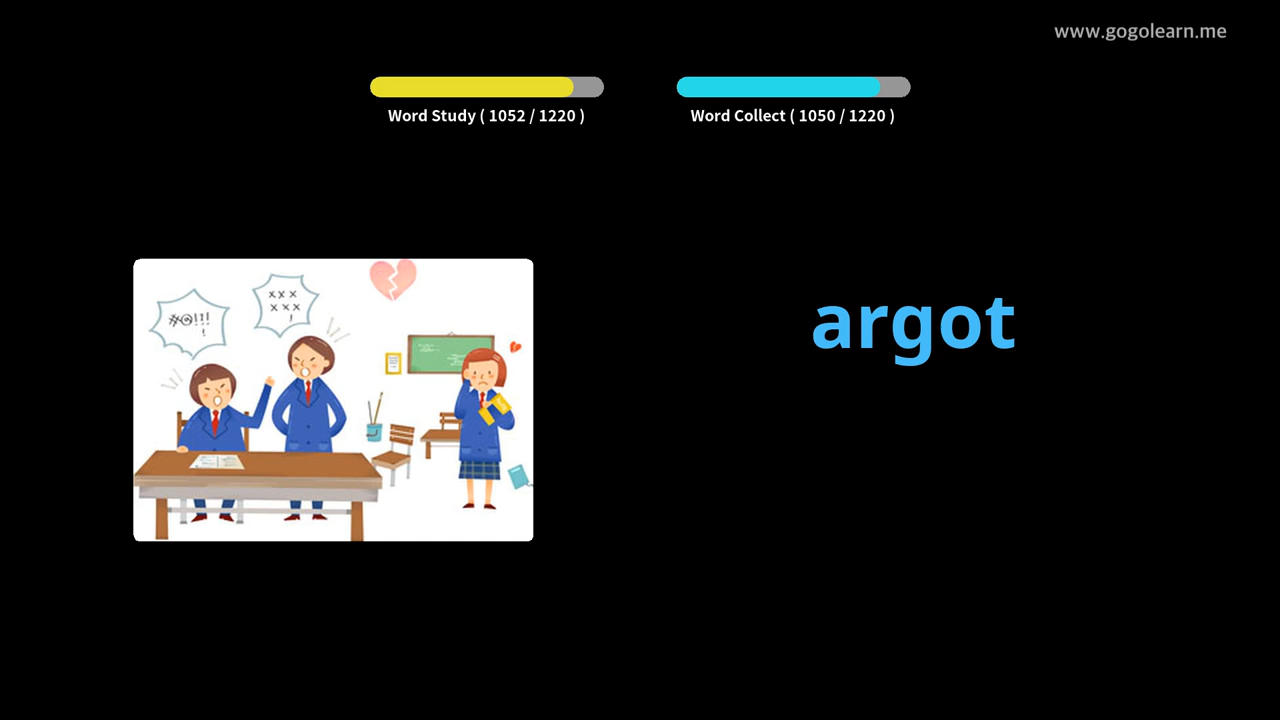 www.gogolearn.me
Word Study ( 1052 / 1220 )
Word Collect ( 1050 / 1220 )
#@!!!
!
x x x
x x x
!
argot